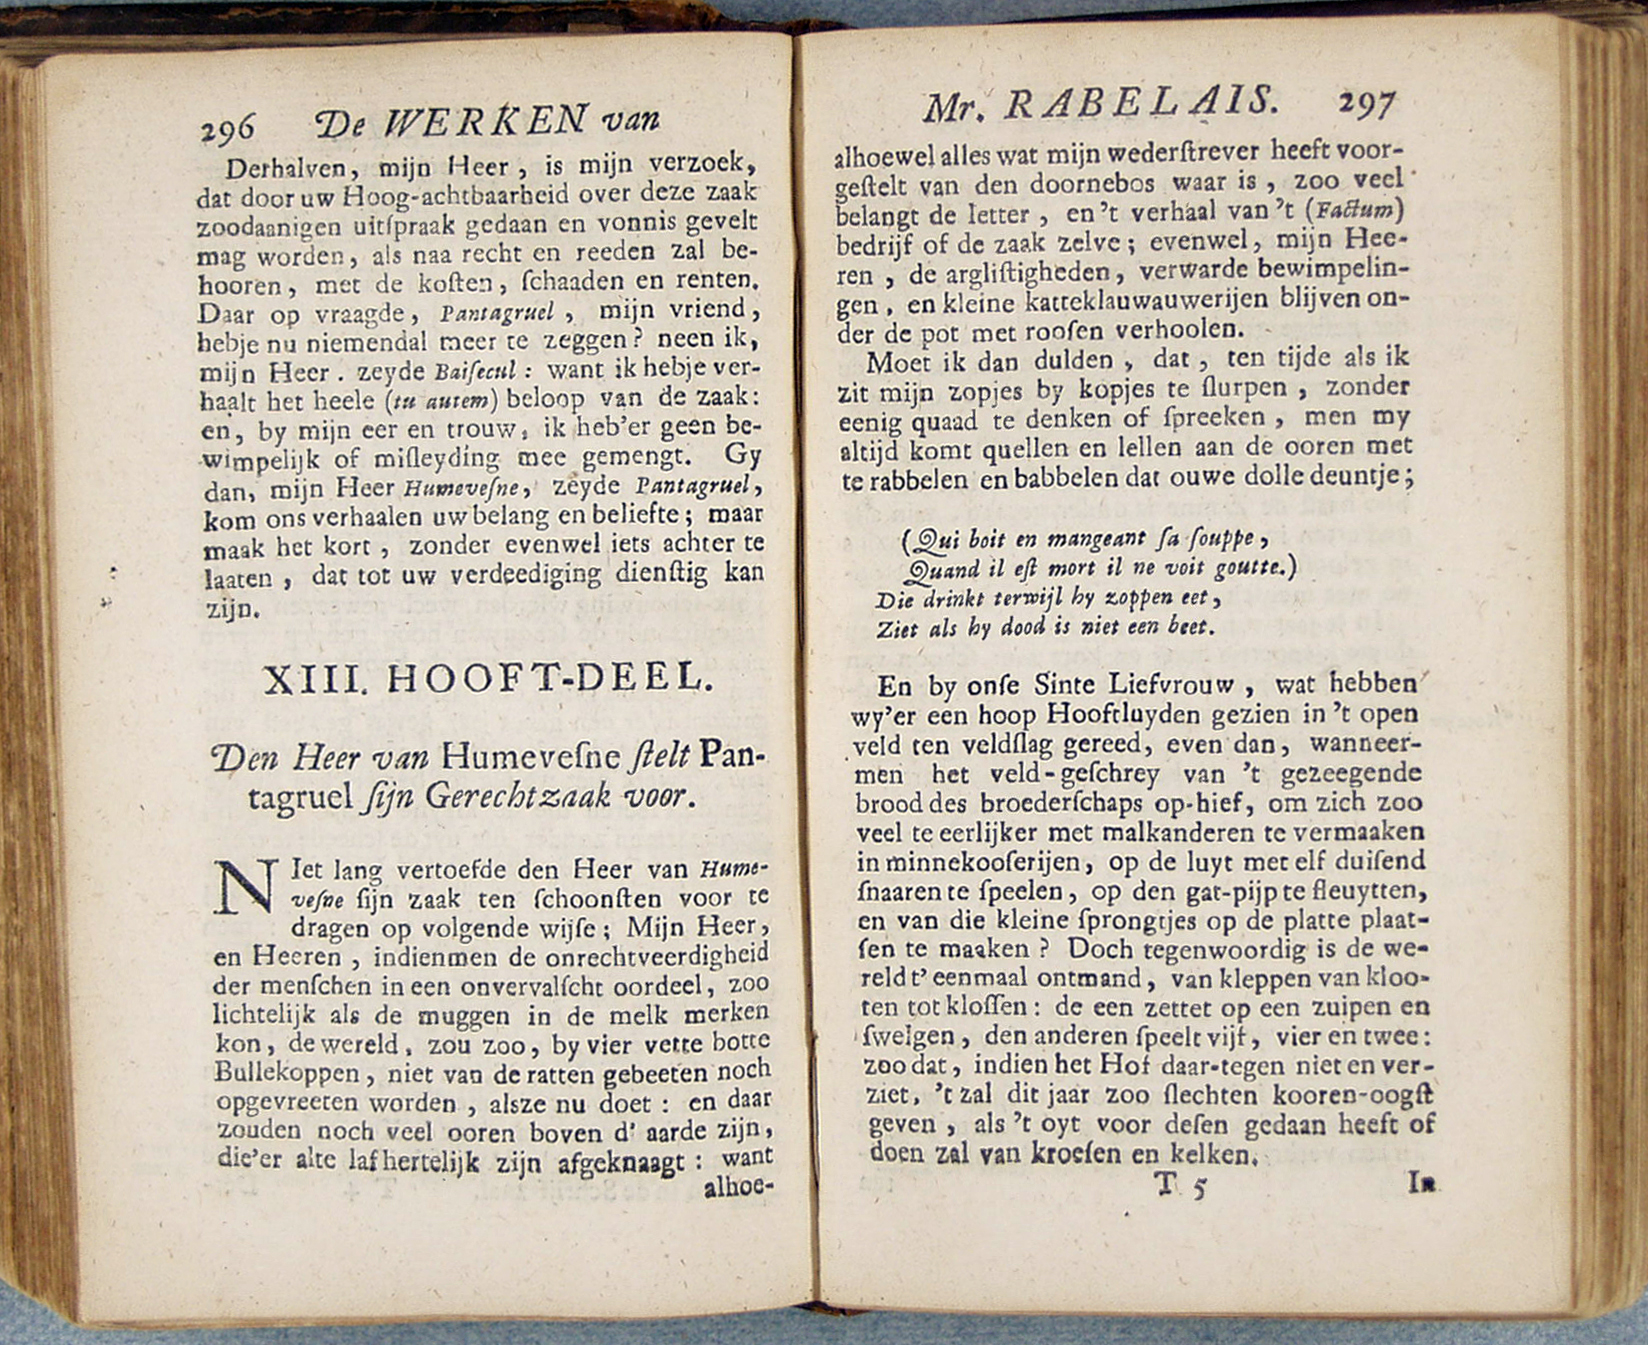 296 De WERKEN van
Derhalven, mijn Heer, is mijn verzoek,
dat door uw Hoog-achtbaarheid over deze zaak
zoodaanigen uitſpraak gedaan en vonnis gevelt
mag worden, als naa recht en reeden zal be-
hooren, met de koſten, ſchaaden en renten.
Daar op vraagde, Pantagruel, mijn vriend,
hebje nu niemendal meer te zeggen? neen ik,
mijn Heer. zeyde Baiſecul: want ik hebje ver-
haalt het heele (tu autem) beloop van de zaak:
en, by mijn eer en trouw, ik heb'er geen be-
wimpelijk of miſleyding mee gemengt. Gy
dan, mijn Heer Humeveſne, zeyde Pantagruel,
kom ons verhaalen uw belang en beliefte; maar
maak het kort, zonder evenwel iets achter te
laaten, dat tot uw verdeediging dienſtig kan
zijn.
XIII. HOOFT-DEEL.
Den Heer van Humeveſne ſtelt Pan-
tagruel ſijn Gerechtzaak voor.
NIet lang vertoefde den Heer van Hume-
veſne ſijn zaak ten ſchoonſten voor te
dragen op volgende wijſe; Mijn Heer,
en Heeren, indienmen de onrechtveerdigheid
der menſchen in een onvervalſcht oordeel, zoo
lichtelijk als de muggen in de melk merken
kon, de wereld, zou zoo, by vier vette botte
Bullekoppen, niet van de ratten gebeeten noch
opgevreeten worden, alsze nu doet: en daar
zouden noch veel ooren boven d' aarde zijn,
die'er alte lafhertelijk zijn afgeknaagt: want
alhoe-
Mr. RABELAIS. 297
alhoewel alles wat mijn wederſtrever heeft voor-
geſtelt van den doornebos waar is, zoo veel
belangt de letter, en 't verhaal van 't (Factum)
bedrijf of de zaak zelve; evenwel, mijn Hee-
ren, de argliſtigheden, verwarde bewimpelin-
gen, en kleine katteklauwauwerijen blijven on-
der de pot met rooſen verhoolen.
Moet ik dan dulden, dat, ten tijde als ik
zit mijn zopjes by kopjes te ſlurpen, zonder
eenig quaad te denken of ſpreeken, men my
altijd komt quellen en lellen aan de ooren met
te rabbelen en babbelen dat ouwe dolle deuntje;
(Qui boit en mangeant ſa ſouppe,
Quand il eſt mort il ne voit goutte.)
Die drinkt terwijl hy zoppen eet,
Ziet als hy dood is niet een beet.
En by onſe Sinte Liefvrouw, wat hebben
wy'er een hoop Hooftluyden gezien in 't open
veld ten veldſlag gereed, even dan, wanneer-
men het veld-geſchrey van 't gezeegende
brood des broederſchaps op-hief, om zich zoo
veel te eerlijker met malkanderen te vermaaken
in minnekooſerijen, op de luyt met elf duiſend
ſnaaren te ſpeelen, op den gat-pijp te fleuytten,
en van die kleine ſprongtjes op de platte plaat-
ſen te maaken? Doch tegenwoordig is de we-
reld t' eenmaal ontmand, van kleppen van kloo-
ten tot kloſſen: de een zettet op een zuipen en
ſwelgen, den anderen ſpeelt vijf, vier en twee:
zoo dat, indien het Hof daar-tegen niet en ver-
ziet, 't zal dit jaar zoo ſlechten kooren-oogſt
geven, als 't oyt voor deſen gedaan heeft of
doen zal van kroeſen en kelken.
T 5 In